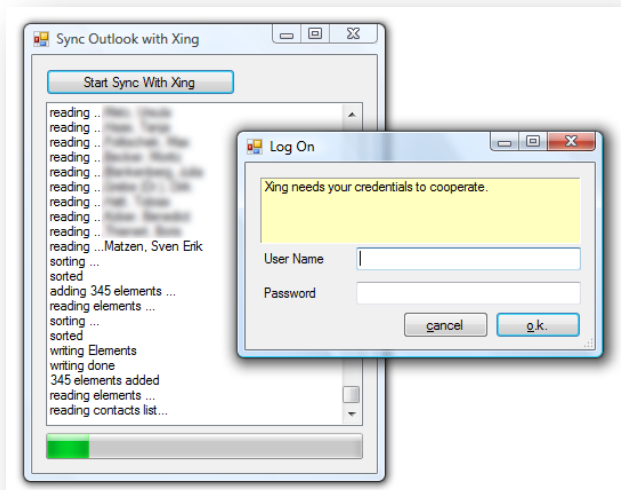 Sync Outlook with Xing
Start Sync With Xing
reading ..
reading ..
reading ..
reading ..
reading ..
reading ..
reading ..
reading ..
reading ..
reading ...Matzen, Sven Erik
sorting ...
sorted
adding 345 elements ...
reading elements ...
sorting ...
sorted
writing Elements
writing done
345 elements added
reading elements ...
reading contacts list...
Log On
Xing needs your credentials to cooperate.
User Name
Password
cancel
o.k.